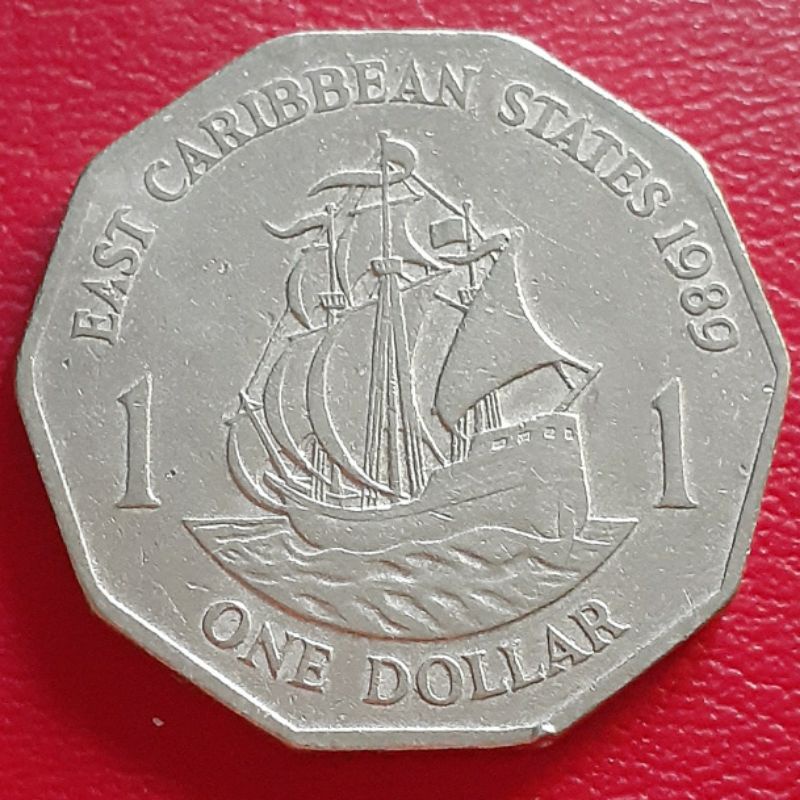 EAST CARIBBEAN STATES 1989
1 1
ONE DOLLAR